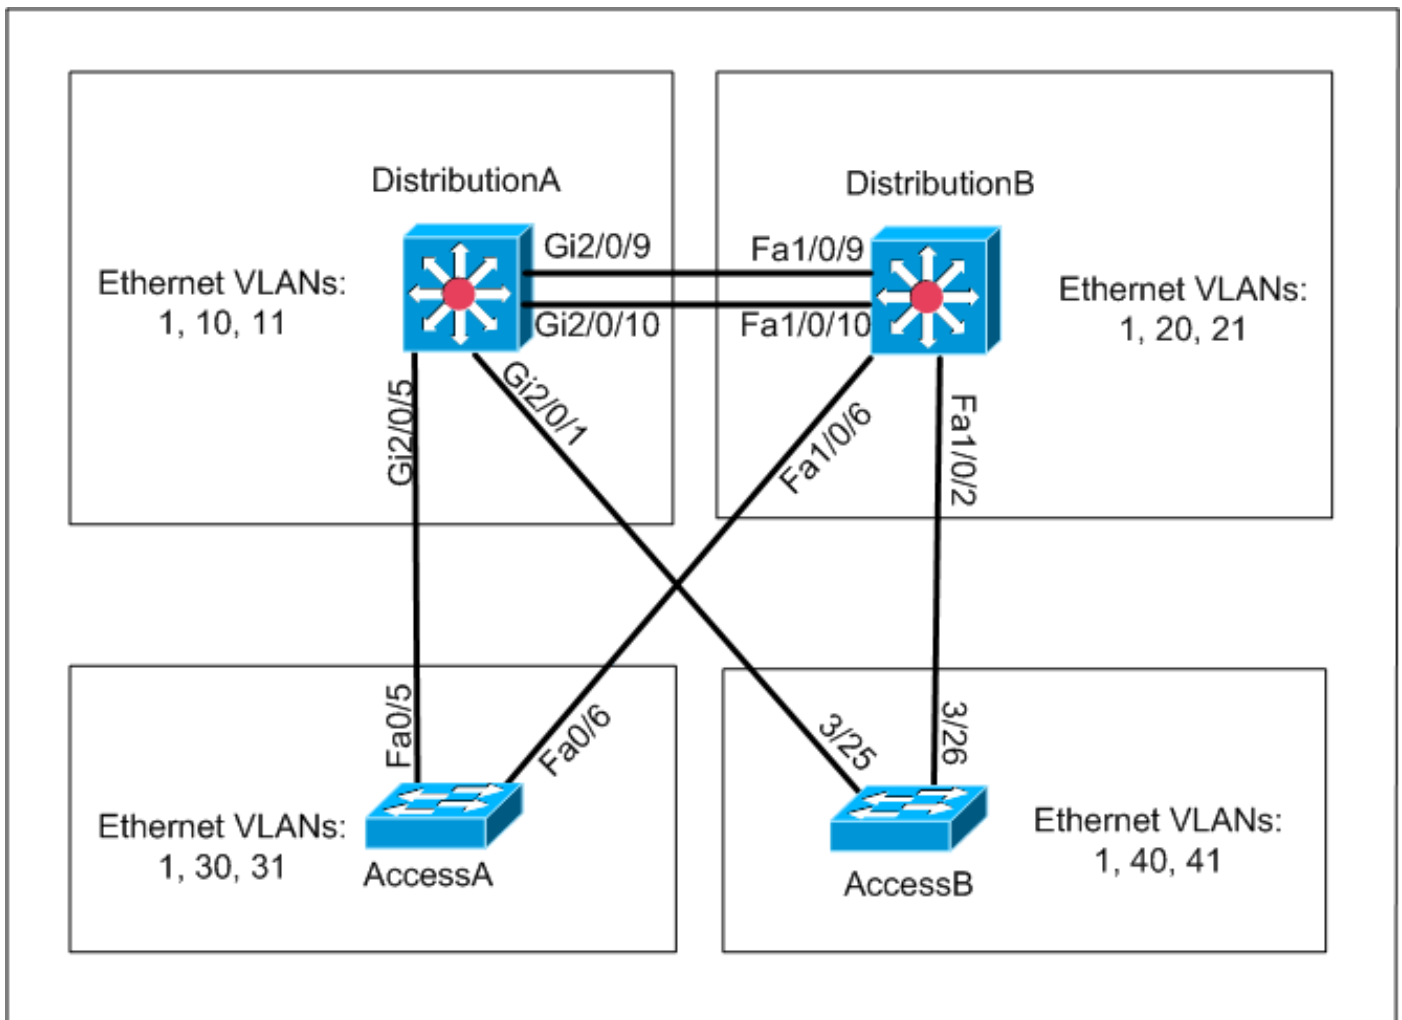 DistributionA
DistributionB
Gi2/0/9
Fa1/0/9
Ethernet VLANs:
1, 10, 11
Ethernet VLANs:
1, 20, 21
Gi2/0/10
Fa1/0/10
Gi2/0/5
Gi2/0/1
Fa1/0/6
Fa1/0/2
Fa0/5
Fa0/6
3/25
3/26
Ethernet VLANs:
1, 30, 31
Ethernet VLANs:
1, 40, 41
AccessA
AccessB